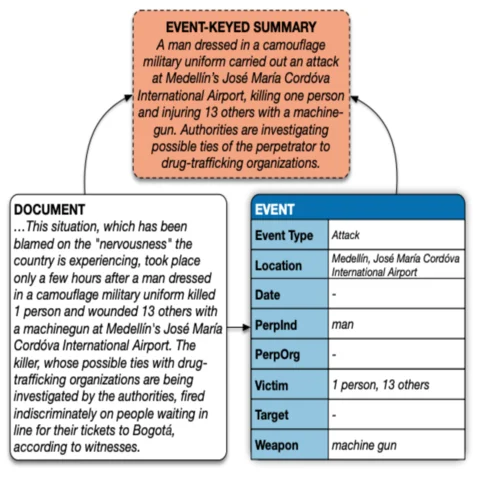 EVENT-KEYED SUMMARY
A man dressed in a camouflage
military uniform carried out an attack
at Medellín's José María Cordóva
International Airport, killing one person
and injuring 13 others with a machine-
gun. Authorities are investigating
possible ties of the perpetrator to
drug-trafficking organizations.
DOCUMENT
...This situation, which has been
blamed on the "nervousness" the
country is experiencing, took place
only a few hours after a man dressed
in a camouflage military uniform killed
1 person and wounded 13 others with
a machinegun at Medellín's José María
Cordóva International Airport. The
killer, whose possible ties with drug-
trafficking organizations are being
investigated by the authorities, fired
indiscriminately on people waiting in
line for their tickets to Bogotá,
according to witnesses.
EVENT
Event Type Attack
Location Medellín, José María Cordóva
International Airport
Date -
PerpInd man
PerpOrg -
Victim 1 person, 13 others
Target -
Weapon machine gun